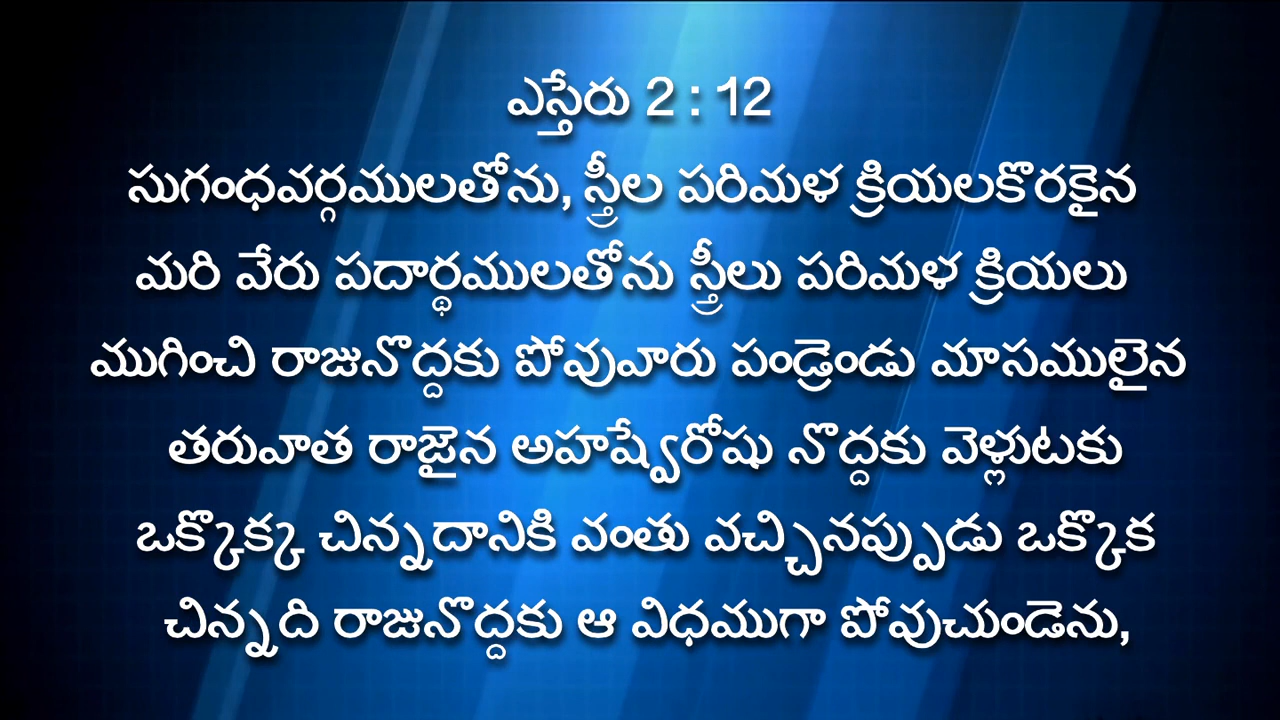 ఎస్తేరు 2 : 12
సుగంధవర్గములతోను, స్త్రీల పరిమళ క్రియలకొరకైన
మరి వేరు పదార్థములతోను స్త్రీలు పరిమళ క్రియలు
ముగించి రాజునొద్దకు పోవువారు పండ్రెండు మాసములైన
తరువాత రాజైన అహష్వేరోషు నొద్దకు వెళ్లుటకు
ఒక్కొక్క చిన్నదానికి వంతు వచ్చినప్పుడు ఒక్కొక
చిన్నది రాజునొద్దకు ఆ విధముగా పోవుచుండెను,